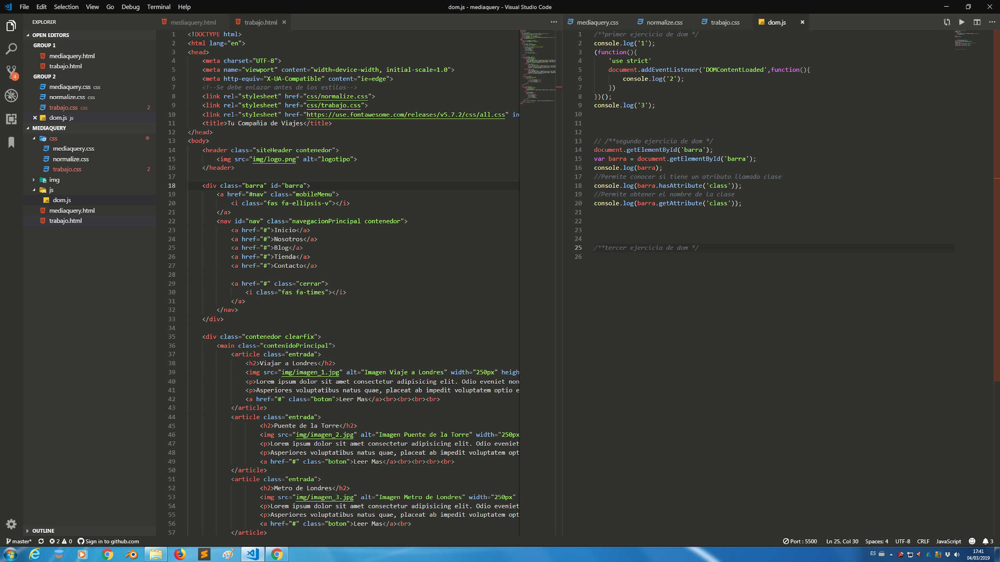 File Edit Selection View Go Debug Terminal Help
dom.js - mediaquery - Visual Studio Code
EXPLORER
OPEN EDITORS
GROUP 1
mediaquery.html
trabajo.html
GROUP 2
mediaquery.css css
normalize.css css
trabajo.css css 2
dom.js js
MEDIAQUERY
css
mediaquery.css
normalize.css
trabajo.css 2
img
js
dom.js
mediaquery.html
trabajo.html
OUTLINE
4
mediaquery.html trabajo.html
1 <!DOCTYPE html>
2 <html lang="en">
3 <head>
4 <meta charset="UTF-8">
5 <meta name="viewport" content="width=device-width, initial-scale=1.0">
6 <meta http-equiv="X-UA-Compatible" content="ie=edge">
7 <!--Se debe enlazar antes de los estilos-->
8 <link rel="stylesheet" href="css/normalize.css">
9 <link rel="stylesheet" href="css/trabajo.css">
10 <link rel="stylesheet" href="https://use.fontawesome.com/releases/v5.7.2/css/all.css" in
11 <title>Tu Compañia de Viajes</title>
12 </head>
13 <body>
14 <header class="siteHeader contenedor">
15 <img src="img/logo.png" alt="logotipo">
16 </header>
17
18 <div class="barra" id="barra">
19 <a href="#nav" class="mobileMenu">
20 <i class="fas fa-ellipsis-v"></i>
21 </a>
22 <nav id="nav" class="navegacionPrincipal contenedor">
23 <a href="#">Inicio</a>
24 <a href="#">Nosotros</a>
25 <a href="#">Blog</a>
26 <a href="#">Tienda</a>
27 <a href="#">Contacto</a>
28
29 <a href="#" class="cerrar">
30 <i class="fas fa-times"></i>
31 </a>
32 </nav>
33 </div>
34
35 <div class="contenedor clearfix">
36 <main class="contenidoPrincipal">
37 <article class="entrada">
38 <h2>Viajar a Londres</h2>
39 <img src="img/imagen_1.jpg" alt="Imagen Viaje a Londres" width="250px" heigh
40 <p>Lorem ipsum dolor sit amet consectetur adipisicing elit. Odio eveniet non
41 <p>Asperiores voluptatibus natus quae, placeat ab impedit voluptatem optio e
42 <a href="#" class="boton">Leer Mas</a><br><br><br><br>
43 </article>
44 <article class="entrada">
45 <h2>Puente de la Torre</h2>
46 <img src="img/imagen_2.jpg" alt="Imagen Puente de la Torre" width="250px
47 <p>Lorem ipsum dolor sit amet consectetur adipisicing elit. Odio eveniet
48 <p>Asperiores voluptatibus natus quae, placeat ab impedit voluptatem opt
49 <a href="#" class="boton">Leer Mas</a><br><br><br><br>
50 </article>
51 <article class="entrada">
52 <h2>Metro de Londres</h2>
53 <img src="img/imagen_3.jpg" alt="Imagen Metro de Londres" width="250px"
54 <p>Lorem ipsum dolor sit amet consectetur adipisicing elit. Odio eveniet
55 <p>Asperiores voluptatibus natus quae, placeat ab impedit voluptatem opt
56 <a href="#" class="boton">Leer Mas</a><br>
57 </article>
mediaquery.css normalize.css trabajo.css dom.js
1 /**primer ejercicio de dom */
2 console.log('1');
3 (function(){
4 'use strict'
5 document.addEventListener('DOMContentLoaded',function(){
6 console.log('2');
7 })
8 })();
9 console.log('3');
10
11
12
13 // /**segundo ejercicio de dom */
14 document.getElementById('barra');
15 var barra = document.getElementById('barra');
16 console.log(barra);
17 //Permite conocer si tiene un atributo llamado clase
18 console.log(barra.hasAttribute('class'));
19 //Permite obtener el nombre de la clase
20 console.log(barra.getAttribute('class'));
21
22
23
24
25 /**tercer ejercicio de dom */
26
master* 2 0 Sign in to github.com
Port : 5500 Ln 25, Col 30 Spaces: 4 UTF-8 CRLF JavaScript 3
ES
17:41
04/03/2019